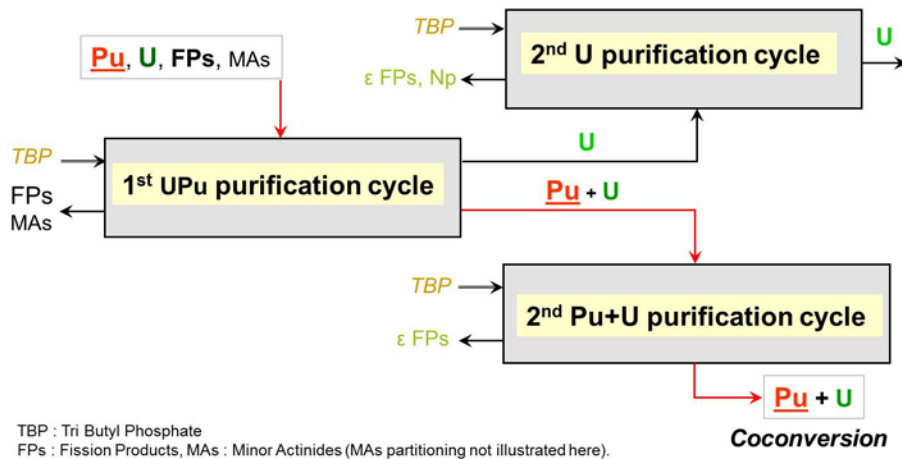 TBP
2nd U purification cycle
U
ε FPs, Np
Pu, U, FPs, MAs
TBP
1st UPu purification cycle
FPs
MAs
U
Pu + U
TBP
2nd Pu+U purification cycle
ε FPs
Pu + U
Coconversion
TBP : Tri Butyl Phosphate
FPs : Fission Products, MAs : Minor Actinides (MAs partitioning not illustrated here).